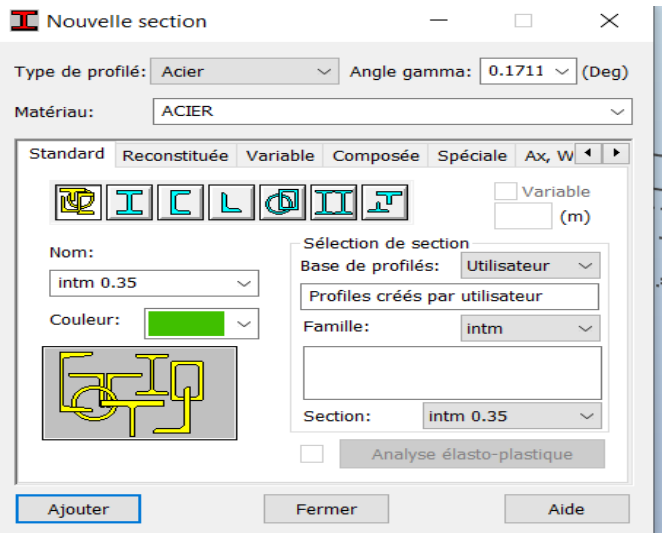 Nouvelle section
Type de profilé: Acier Angle gamma: 0.1711 (Deg)
Matériau: ACIER
Standard Reconstituée Variable Composée Spéciale Ax, W
Variable
(m)
Nom:
intm 0.35
Couleur:
Sélection de section
Base de profilés: Utilisateur
Profiles créés par utilisateur
Famille: intm
Section: intm 0.35
Analyse élasto-plastique
Ajouter Fermer Aide